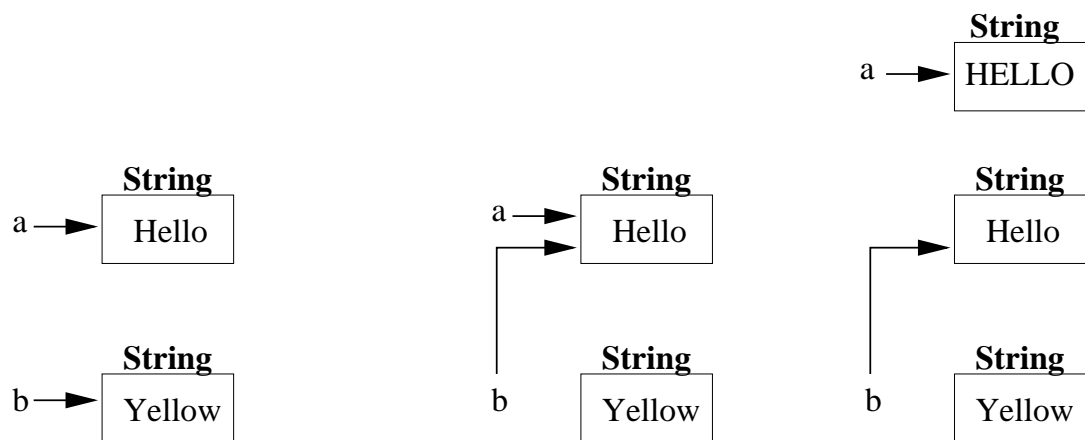 String
a HELLO
String
a Hello
String
b Yellow
String
a Hello
b
String
Yellow
String
Hello
b
String
Yellow